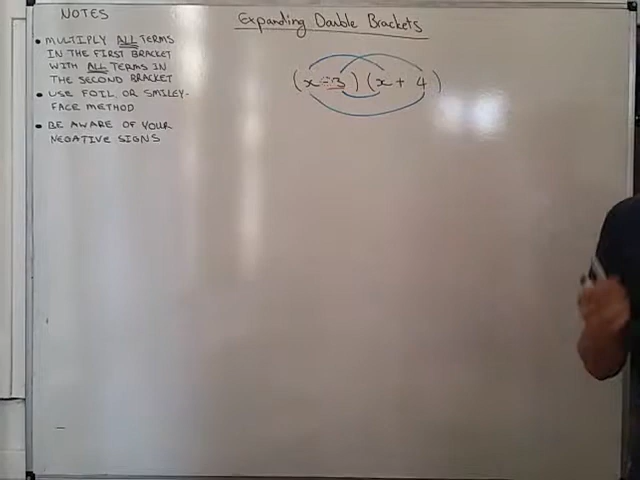 NOTES
Expanding Double Brackets
• MULTIPLY ALL TERMS
IN THE FIRST BRACKET
WITH ALL TERMS IN
THE SECOND BRACKET
• USE FOIL OR SMILEY-
FACE METHOD
• BE AWARE OF YOUR
NEGATIVE SIGNS
(x - 3)(x + 4)